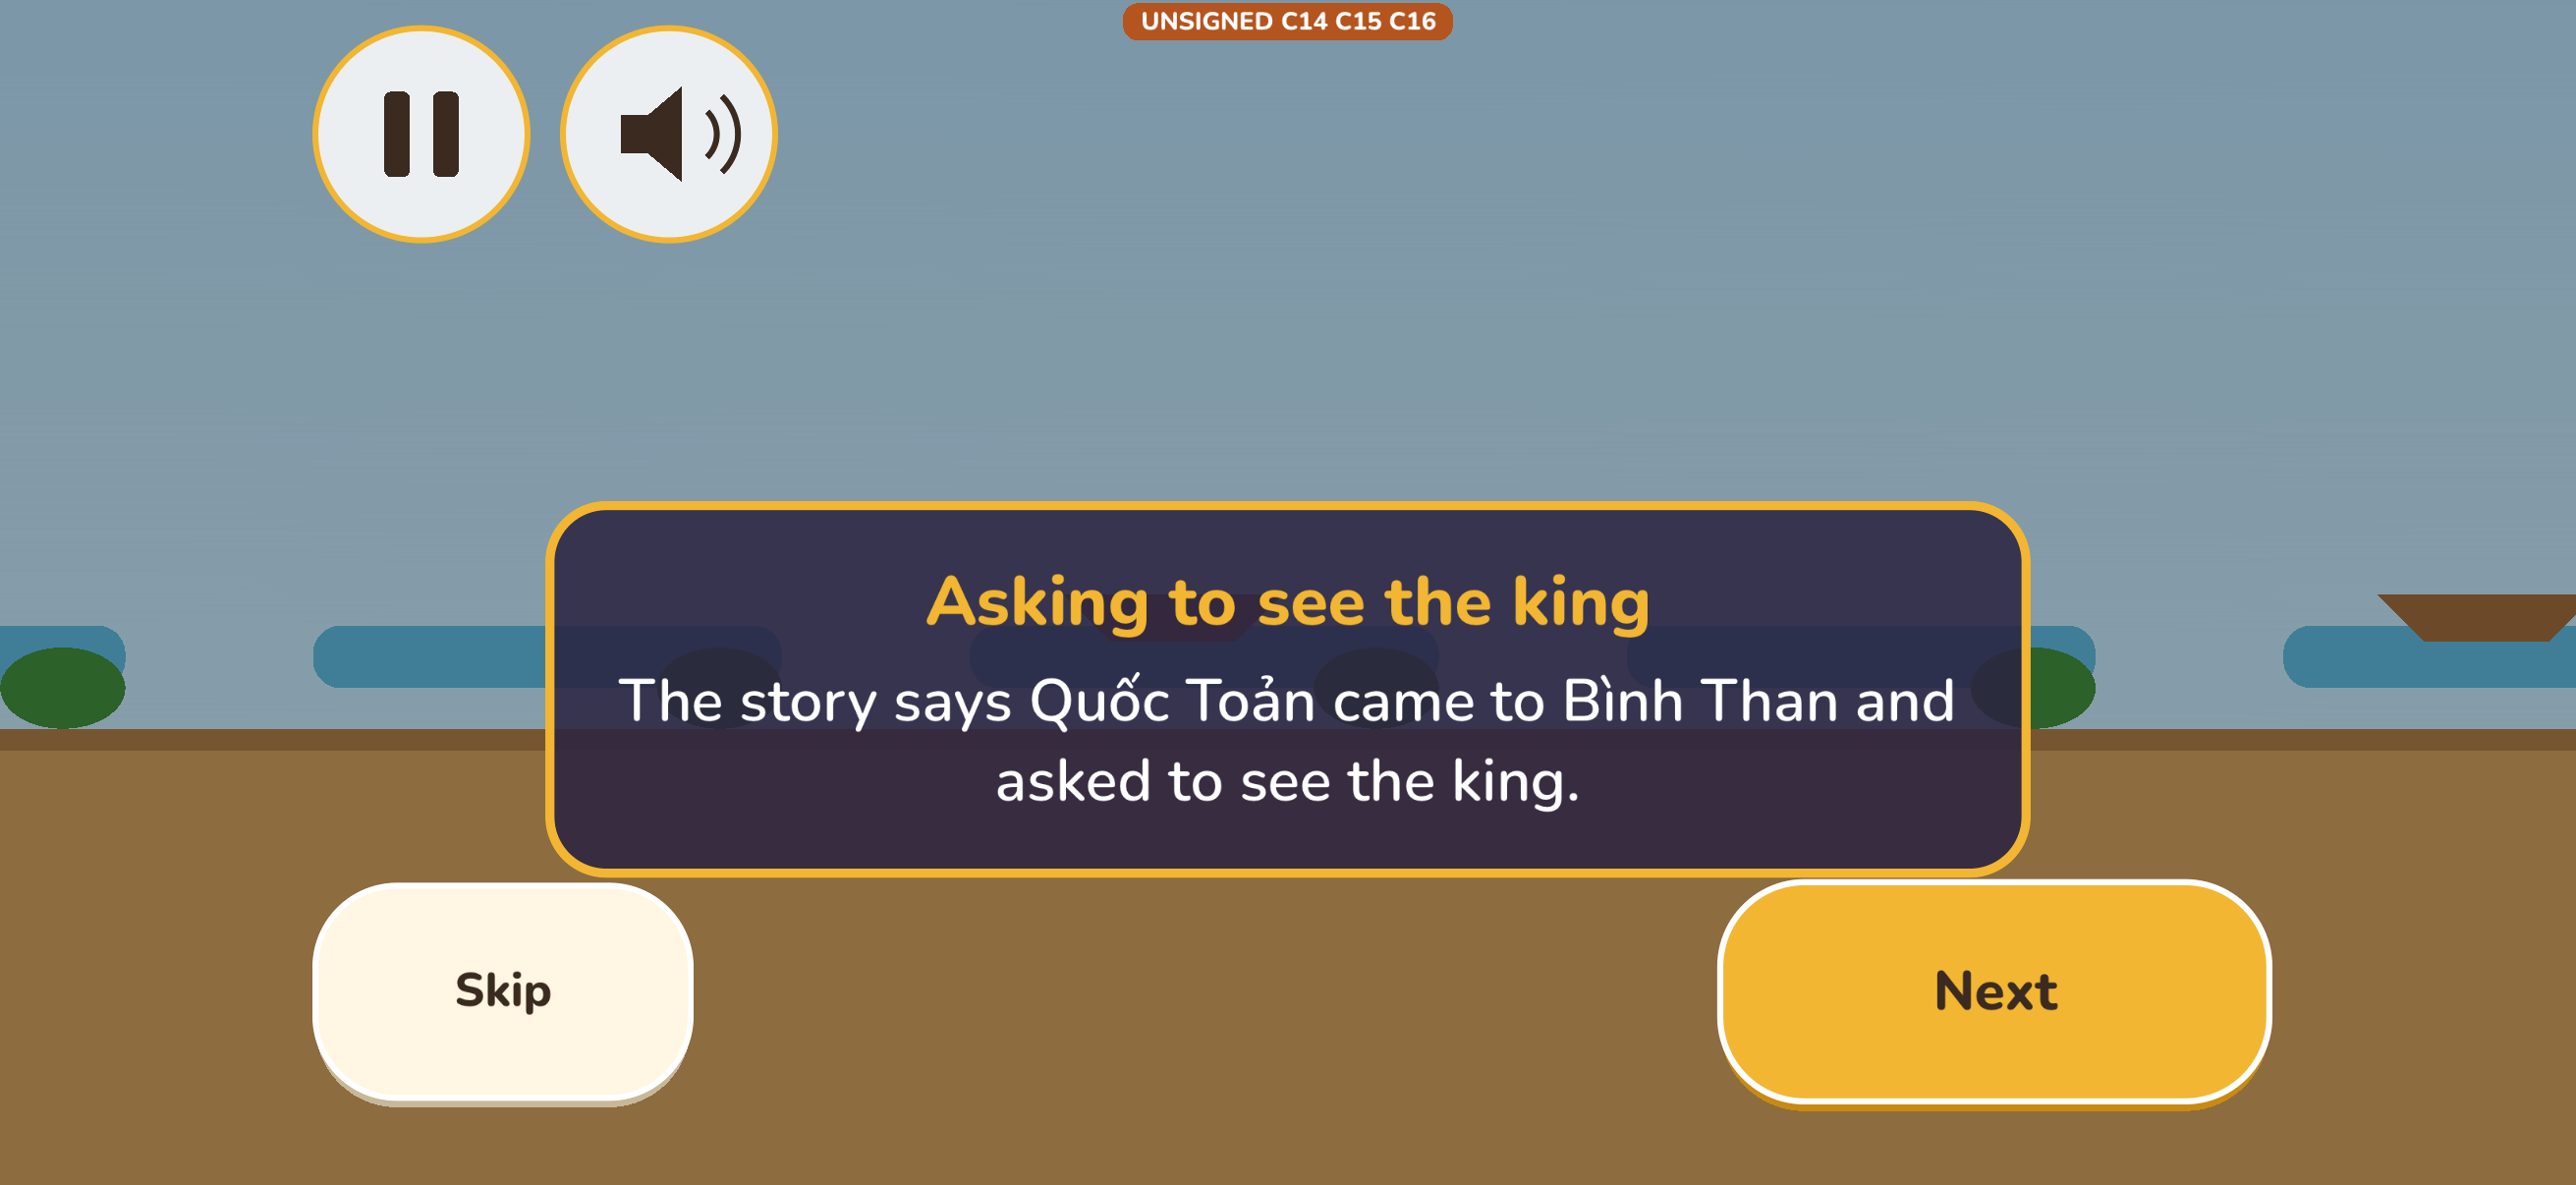 UNSIGNED C14 C15 C16
Asking to see the king
The story says Quốc Toản came to Bình Than and
asked to see the king.
Skip
Next